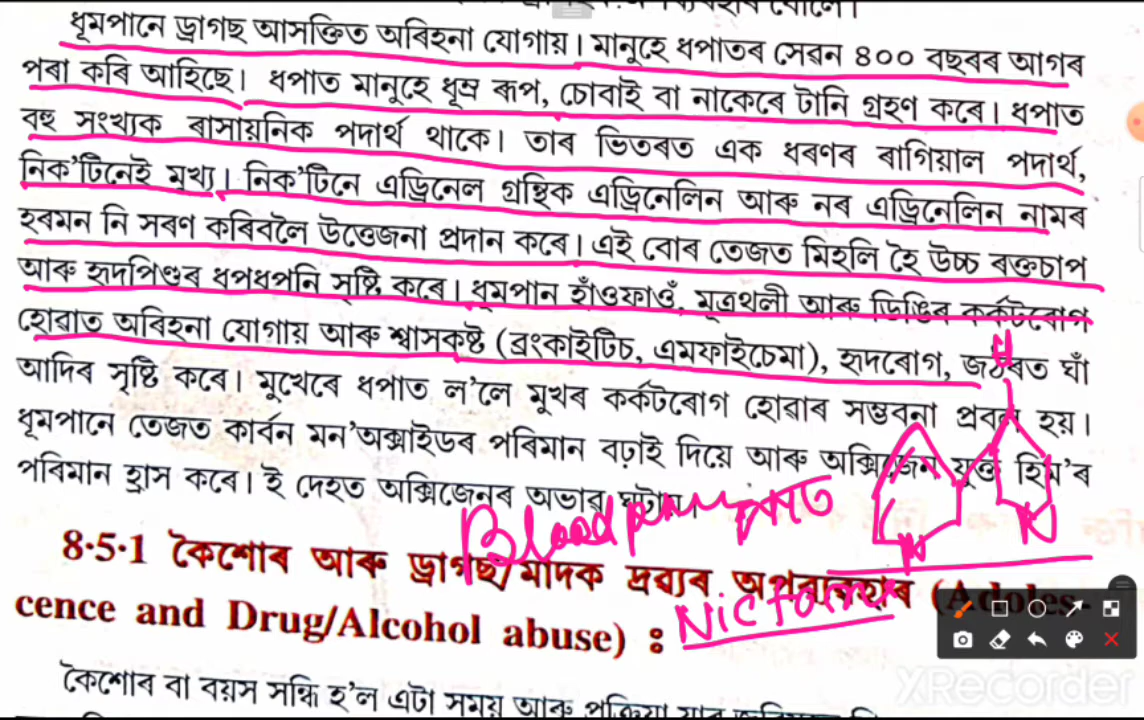 ধূমপানে ড্ৰাগছ আসক্তিত অৰিহনা যোগায়। মানুহে ধপাতৰ সেৱন ৪০০ বছৰৰ আগৰ
পৰা কৰি আহিছে। ধপাত মানুহে ধূম্ৰ ৰূপ, চোবাই বা নাকেৰে টানি গ্ৰহণ কৰে। ধপাত
বহু সংখ্যক ৰাসায়নিক পদাৰ্থ থাকে। তাৰ ভিতৰত এক ধৰণৰ ৰাগিয়াল পদাৰ্থ,
নিক'টিনেই মুখ্য। নিক'টিনে এড্ৰিনেল গ্ৰন্থিক এড্ৰিনেলিন আৰু নৰ এড্ৰিনেলিন নামৰ
হৰমন নি সৰণ কৰিবলৈ উত্তেজনা প্ৰদান কৰে। এই বোৰ তেজত মিহলি হৈ উচ্চ ৰক্তচাপ
আৰু হৃদপিণ্ডৰ ধপধপনি সৃষ্টি কৰে। ধূমপান হাঁওফাওঁ, মূত্ৰথলী আৰু ডিঙিৰ কৰ্কটৰোগ
হোৱাত অৰিহনা যোগায় আৰু শ্বাসকষ্ট (ব্ৰংকাইটিচ, এমফাইচেমা), হৃদৰোগ, জঠৰত ঘাঁ
আদিৰ সৃষ্টি কৰে। মুখেৰে ধপাত ল'লে মুখৰ কৰ্কটৰোগ হোৱাৰ সম্ভবনা প্ৰবল হয়।
ধূমপানে তেজত কাৰ্বন মন'অক্সাইডৰ পৰিমান বঢ়াই দিয়ে আৰু অক্সিজেন যুক্ত হিম'ৰ
পৰিমান হ্ৰাস কৰে। ই দেহত অক্সিজেনৰ অভাৱ ঘটায়।
Blood
8·5·1 কৈশোৰ আৰু ড্ৰাগছ/মাদক দ্ৰব্যৰ অপব্যৱহাৰ (Adoles-
cence and Drug/Alcohol abuse) :
কৈশোৰ বা বয়স সন্ধি হ'ল এটা সময় আৰু প্ৰক্ৰিয়া যাৰ
XRecorder